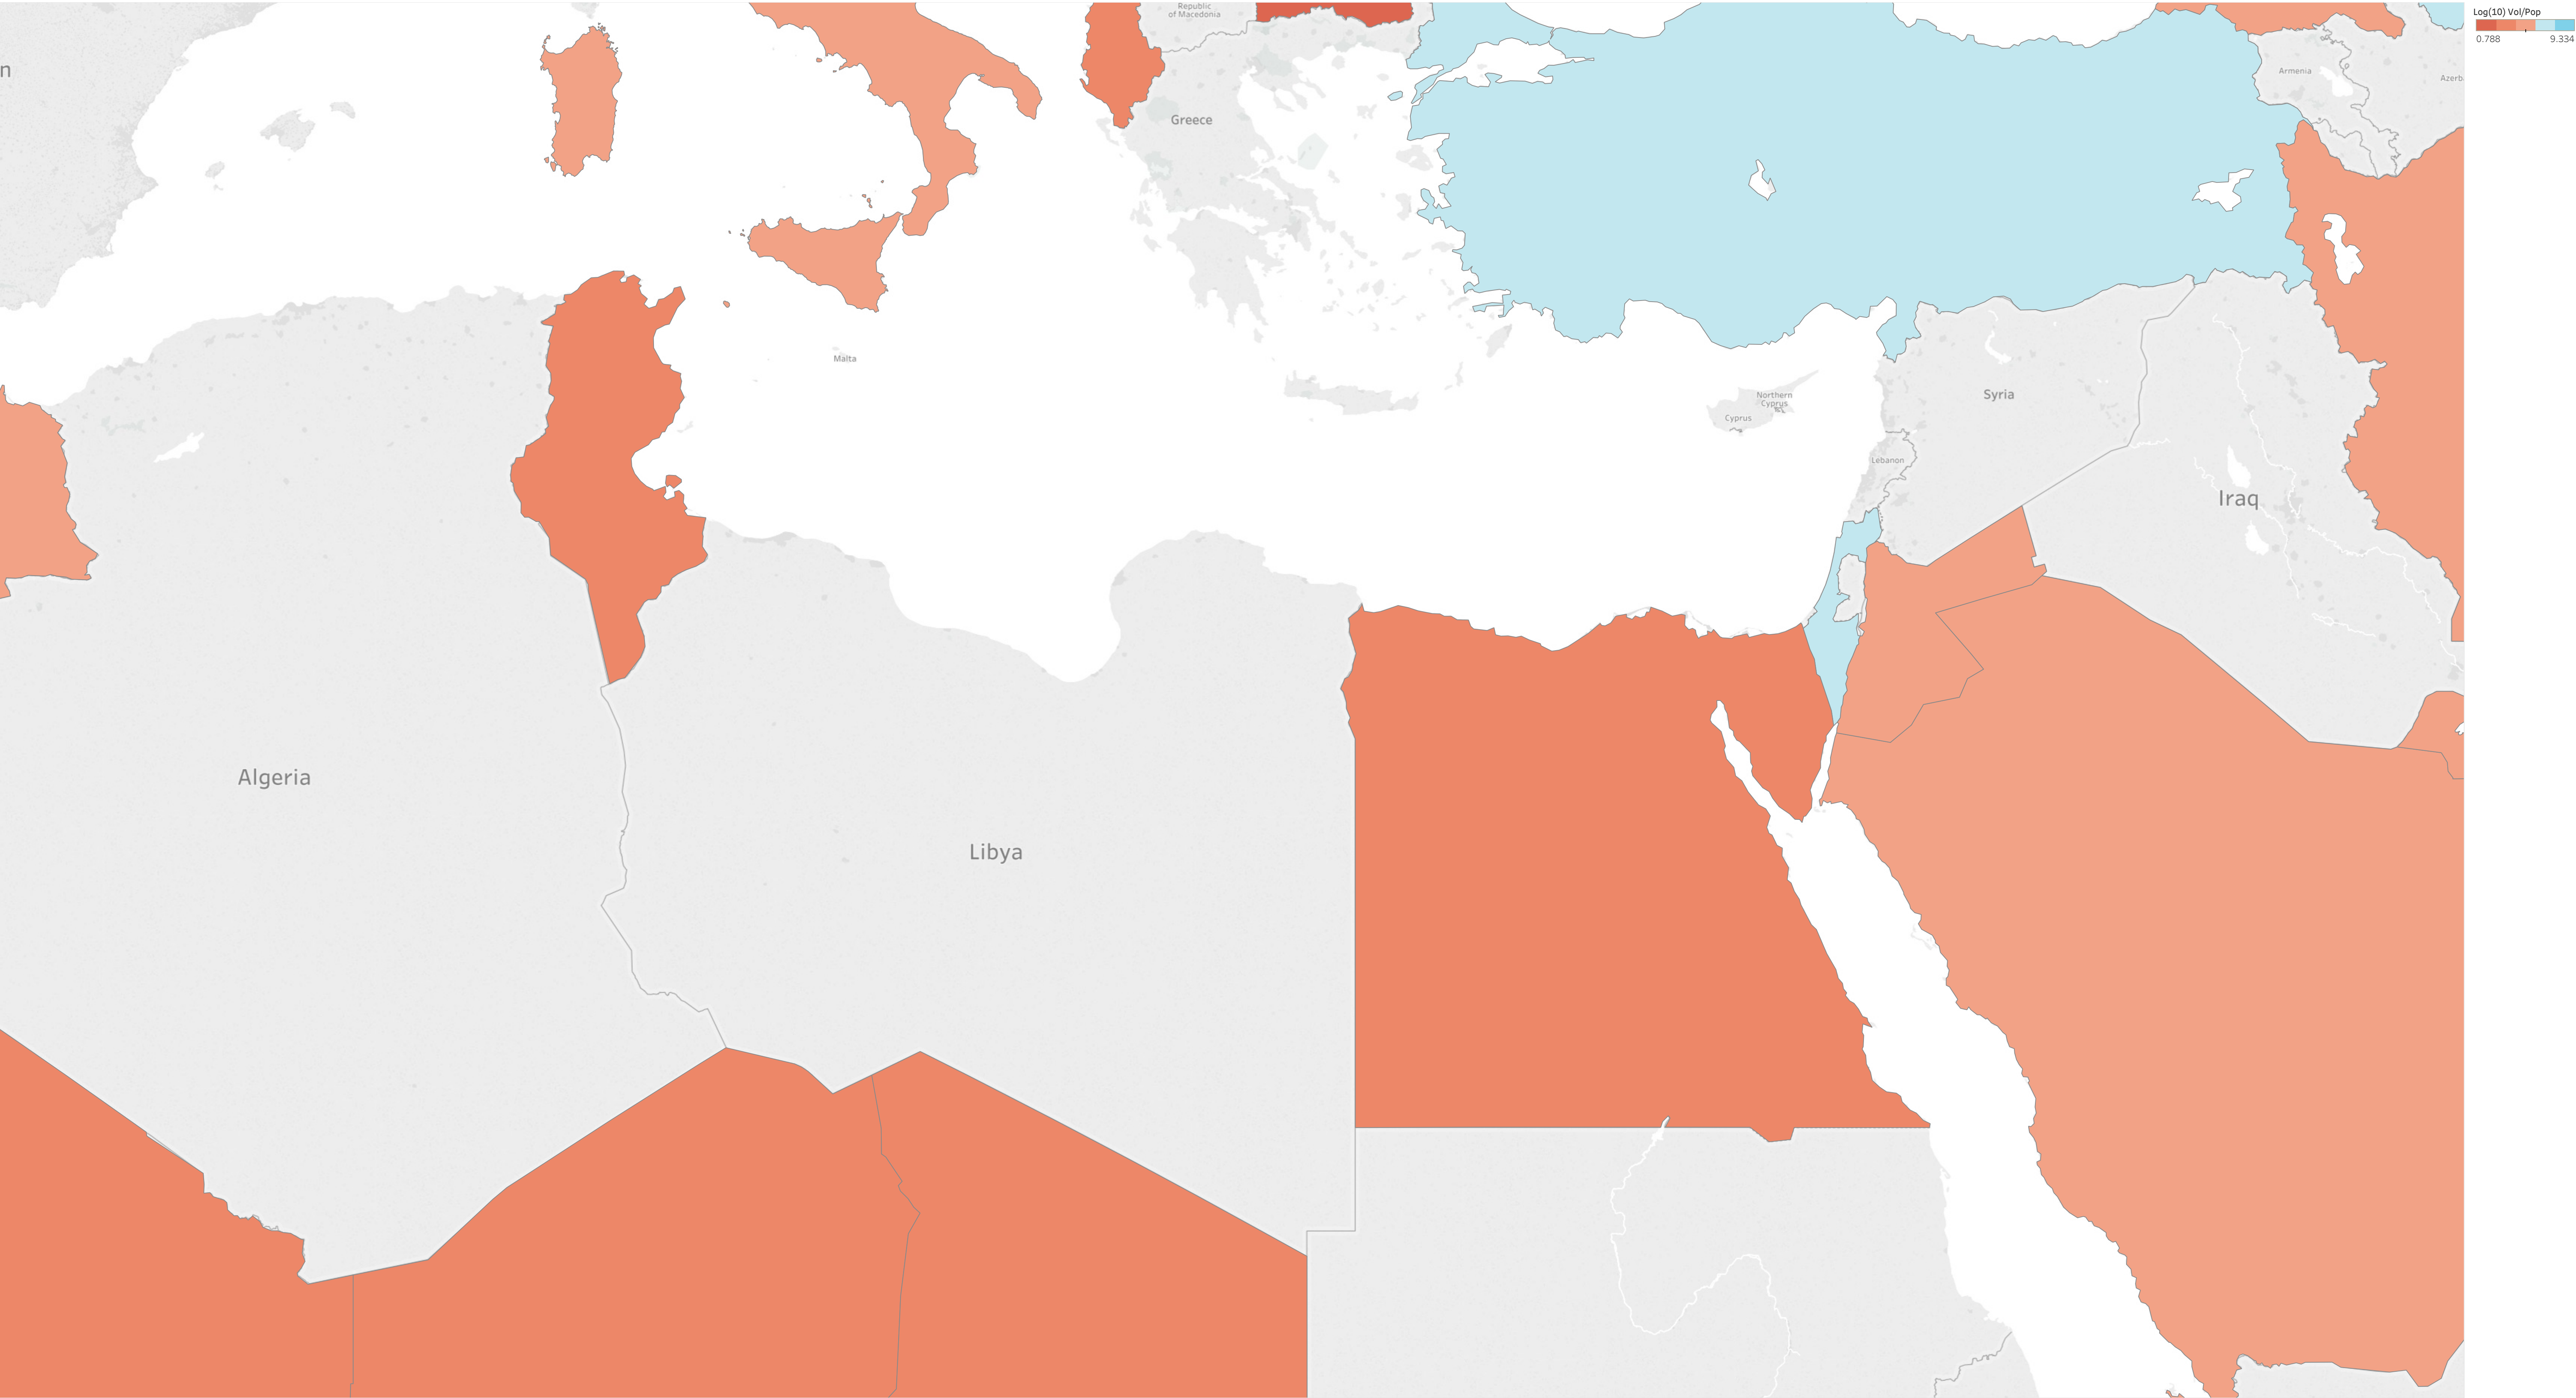 Log(10) Vol/Pop
0.788 9.334
Republic
of Macedonia
n
Armenia
Azerb
Greece
Malta
Northern
Cyprus
Cyprus
Syria
Lebanon
Iraq
Algeria
Libya